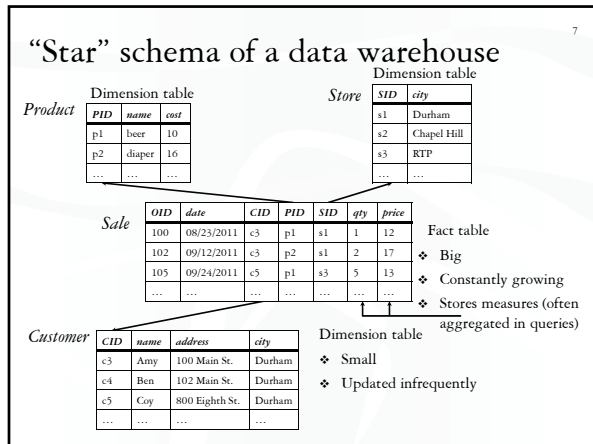 7
“Star” schema of a data warehouse
Dimension table
Product
PID name cost
p1 beer 10
p2 diaper 16
… … …
Dimension table
Store
SID city
s1 Durham
s2 Chapel Hill
s3 RTP
… …
Sale
OID date CID PID SID qty price
100 08/23/2011 c3 p1 s1 1 12
102 09/12/2011 c3 p2 s1 2 17
105 09/24/2011 c5 p1 s3 5 13
… … … … … … …
Fact table
❖ Big
❖ Constantly growing
❖ Stores measures (often
aggregated in queries)
Customer
CID name address city
c3 Amy 100 Main St. Durham
c4 Ben 102 Main St. Durham
c5 Coy 800 Eighth St. Durham
… … … …
Dimension table
❖ Small
❖ Updated infrequently